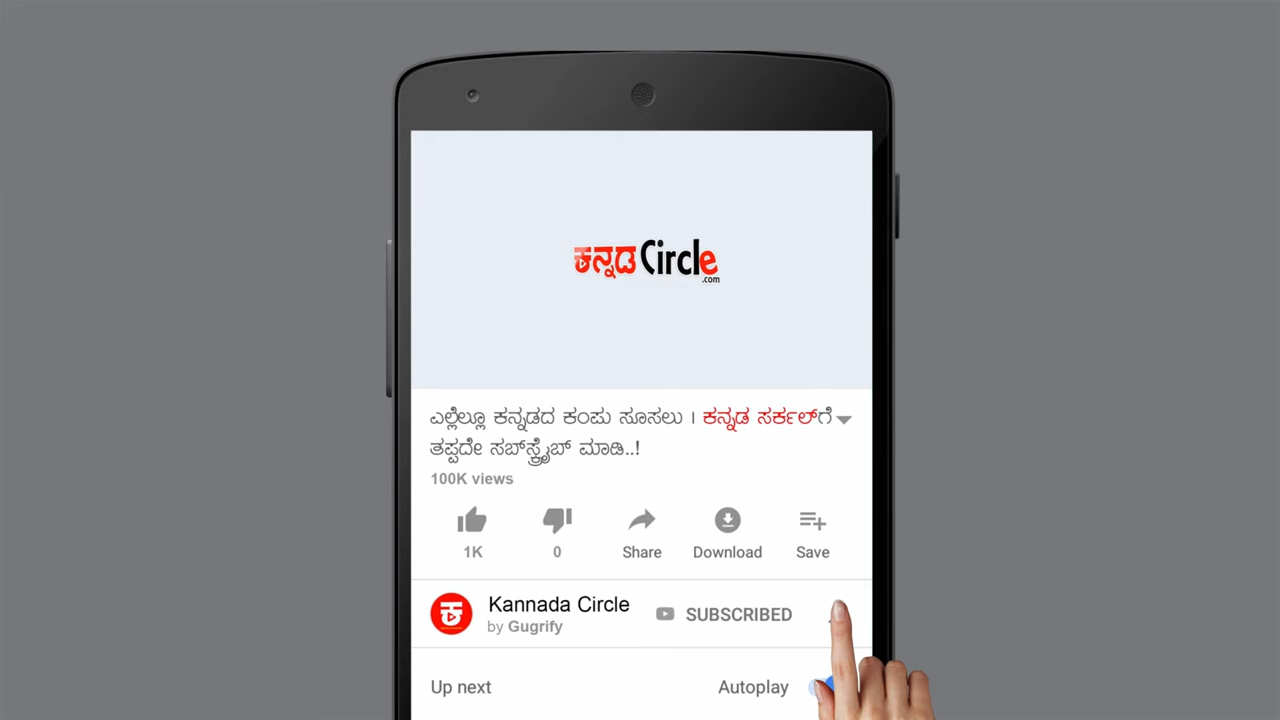 ಕನ್ನಡ Circle
.com
ಎಲ್ಲೆಲ್ಲೂ ಕನ್ನಡದ ಕಂಪು ಸೂಸಲು । ಕನ್ನಡ ಸರ್ಕಲ್‌ಗೆ
ತಪ್ಪದೇ ಸಬ್‌ಸ್ಕ್ರೈಬ್ ಮಾಡಿ..!
100K views
1K 0 Share Download Save
Kannada Circle
by Gugrify
SUBSCRIBED
Up next Autoplay